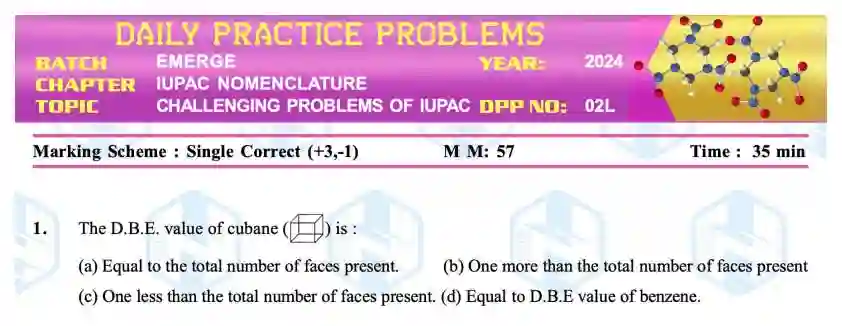 DAILY PRACTICE PROBLEMS
BATCH EMERGE YEAR: 2024
CHAPTER IUPAC NOMENCLATURE
TOPIC CHALLENGING PROBLEMS OF IUPAC DPP NO: 02L
Marking Scheme : Single Correct (+3,-1) M M: 57 Time : 35 min
1. The D.B.E. value of cubane () is :
(a) Equal to the total number of faces present. (b) One more than the total number of faces present
(c) One less than the total number of faces present. (d) Equal to D.B.E value of benzene.